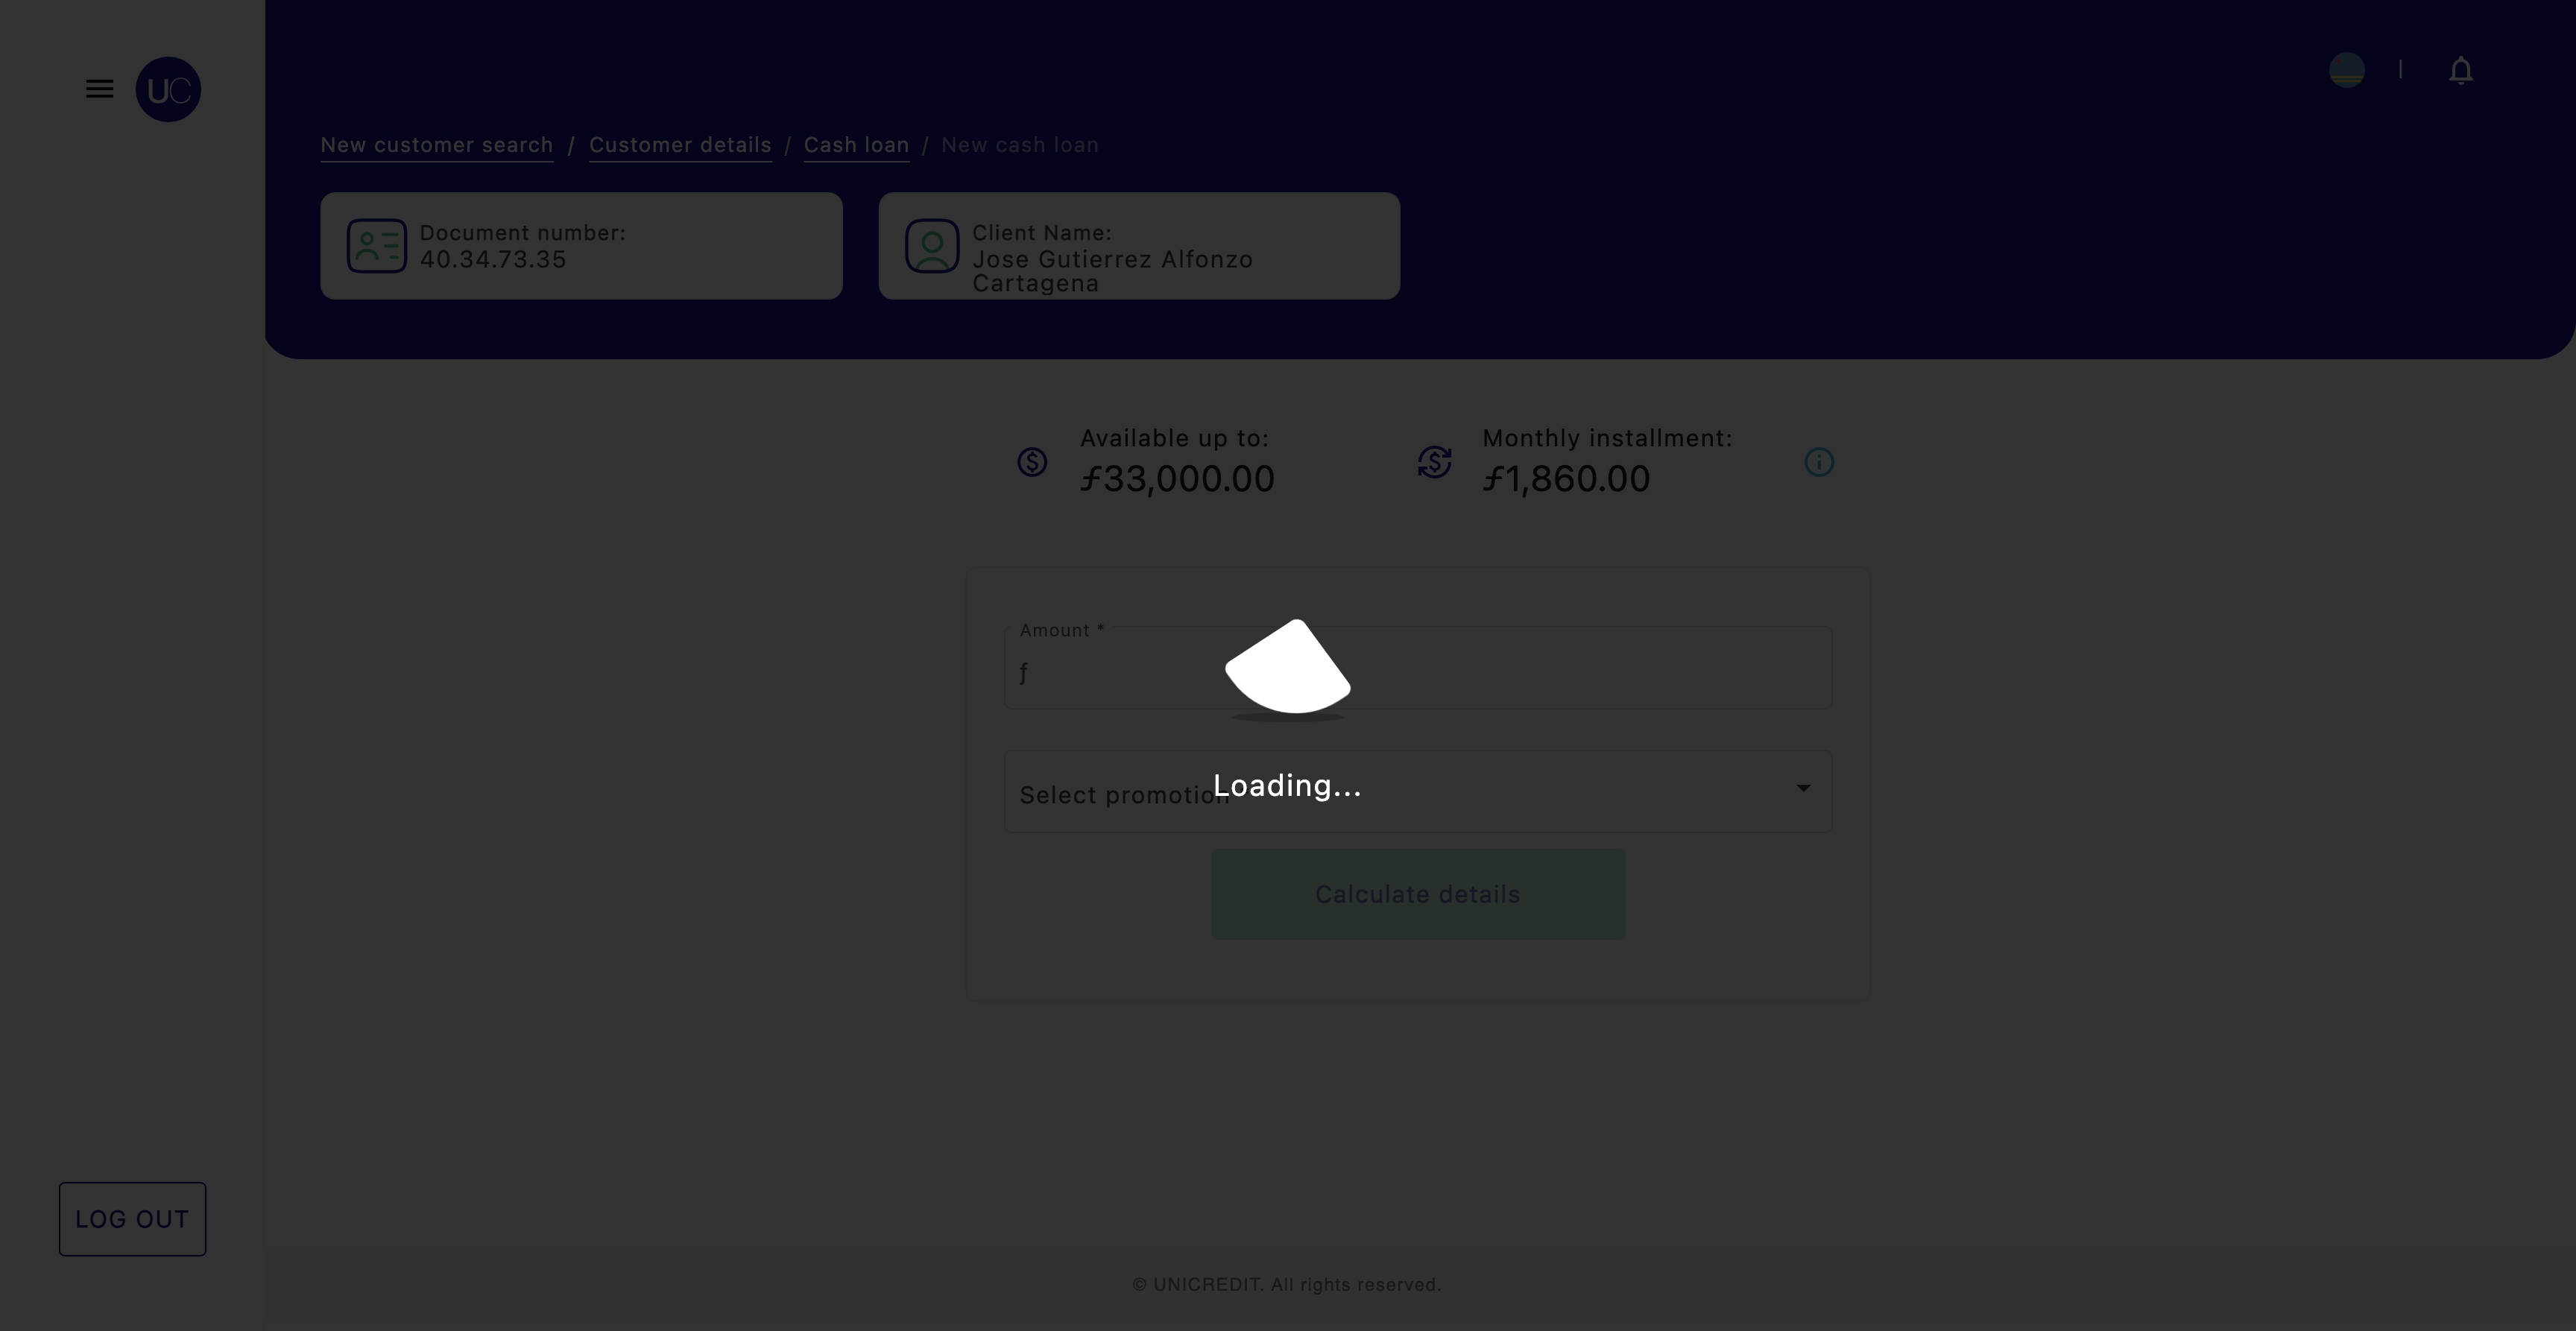 UC
New customer search / Customer details / Cash loan / New cash loan
Document number:
40.34.73.35
Client Name:
Jose Gutierrez Alfonzo
Cartagena
Available up to:
ƒ33,000.00
Monthly installment:
ƒ1,860.00
Amount *
ƒ
Select promotion
Loading...
Calculate details
LOG OUT
© UNICREDIT. All rights reserved.